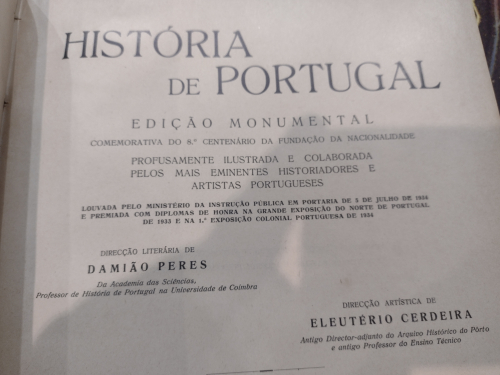 HISTÓRIA
DE PORTUGAL
EDIÇÃO MONUMENTAL
COMEMORATIVA DO 8.º CENTENÁRIO DA FUNDAÇÃO DA NACIONALIDADE
PROFUSAMENTE ILUSTRADA E COLABORADA
PELOS MAIS EMINENTES HISTORIADORES E
ARTISTAS PORTUGUESES
LOUVADA PELO MINISTÉRIO DA INSTRUÇÃO PÚBLICA EM PORTARIA DE 5 DE JULHO DE 1934
E PREMIADA COM DIPLOMAS DE HONRA NA GRANDE EXPOSIÇÃO DO NORTE DE PORTUGAL
DE 1933 E NA 1.ª EXPOSIÇÃO COLONIAL PORTUGUESA DE 1934
DIRECÇÃO LITERÁRIA DE
DAMIÃO PERES
Da Academia das Sciências,
Professor de História de Portugal na Universidade de Coimbra
DIRECÇÃO ARTÍSTICA DE
ELEUTÉRIO CERDEIRA
Antigo Director-adjunto do Arquivo Histórico do Pôrto
e antigo Professor do Ensino Técnico